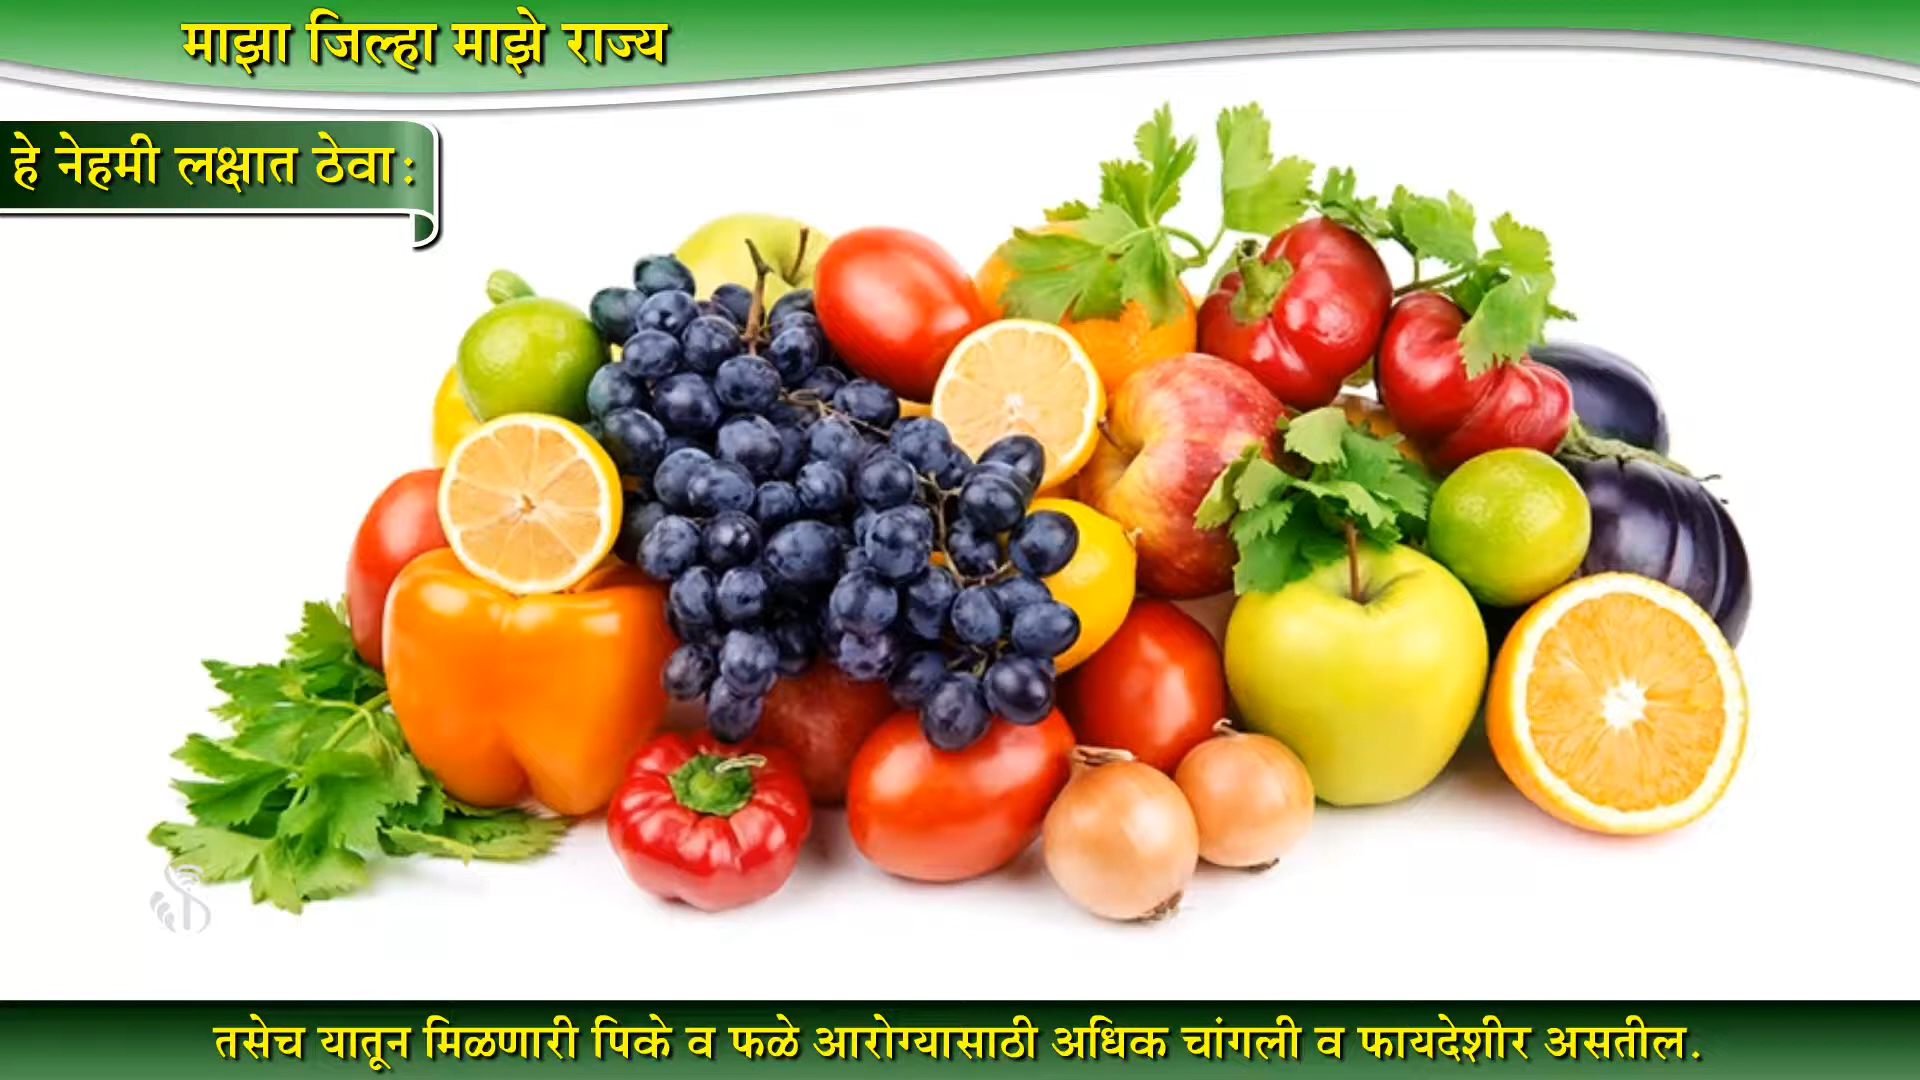 माझा जिल्हा माझे राज्य
हे नेहमी लक्षात ठेवा:
तसेच यातून मिळणारी पिके व फळे आरोग्यासाठी अधिक चांगली व फायदेशीर असतील.